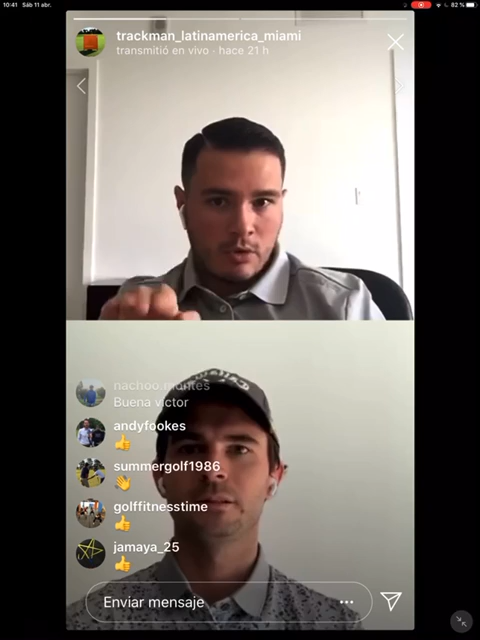 10:41 Sáb 11 abr.
82 %
trackman_latinamerica_miami
transmitió en vivo · hace 21 h
nachoo.montes
Buena victor
andyfookes
summergolf1986
golffitnesstime
jamaya_25
Enviar mensaje